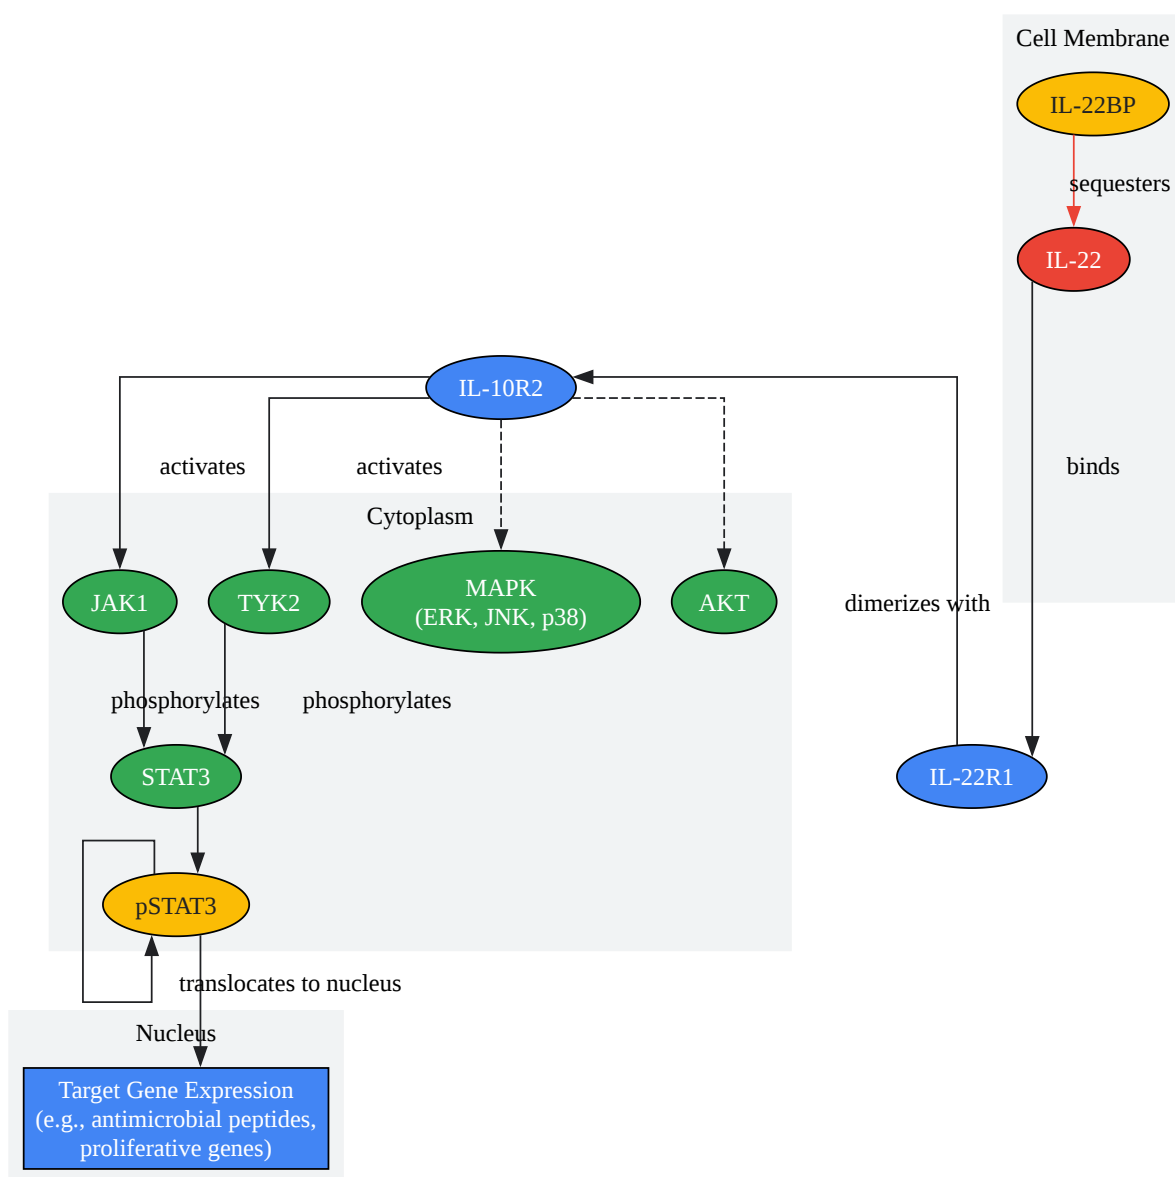 Cell Membrane
IL-22BP
sequesters
IL-22
IL-10R2
activates
activates
binds
Cytoplasm
JAK1
TYK2
MAPK
(ERK, JNK, p38)
AKT
dimerizes with
phosphorylates
phosphorylates
STAT3
IL-22R1
pSTAT3
translocates to nucleus
Nucleus
Target Gene Expression
(e.g., antimicrobial peptides,
proliferative genes)